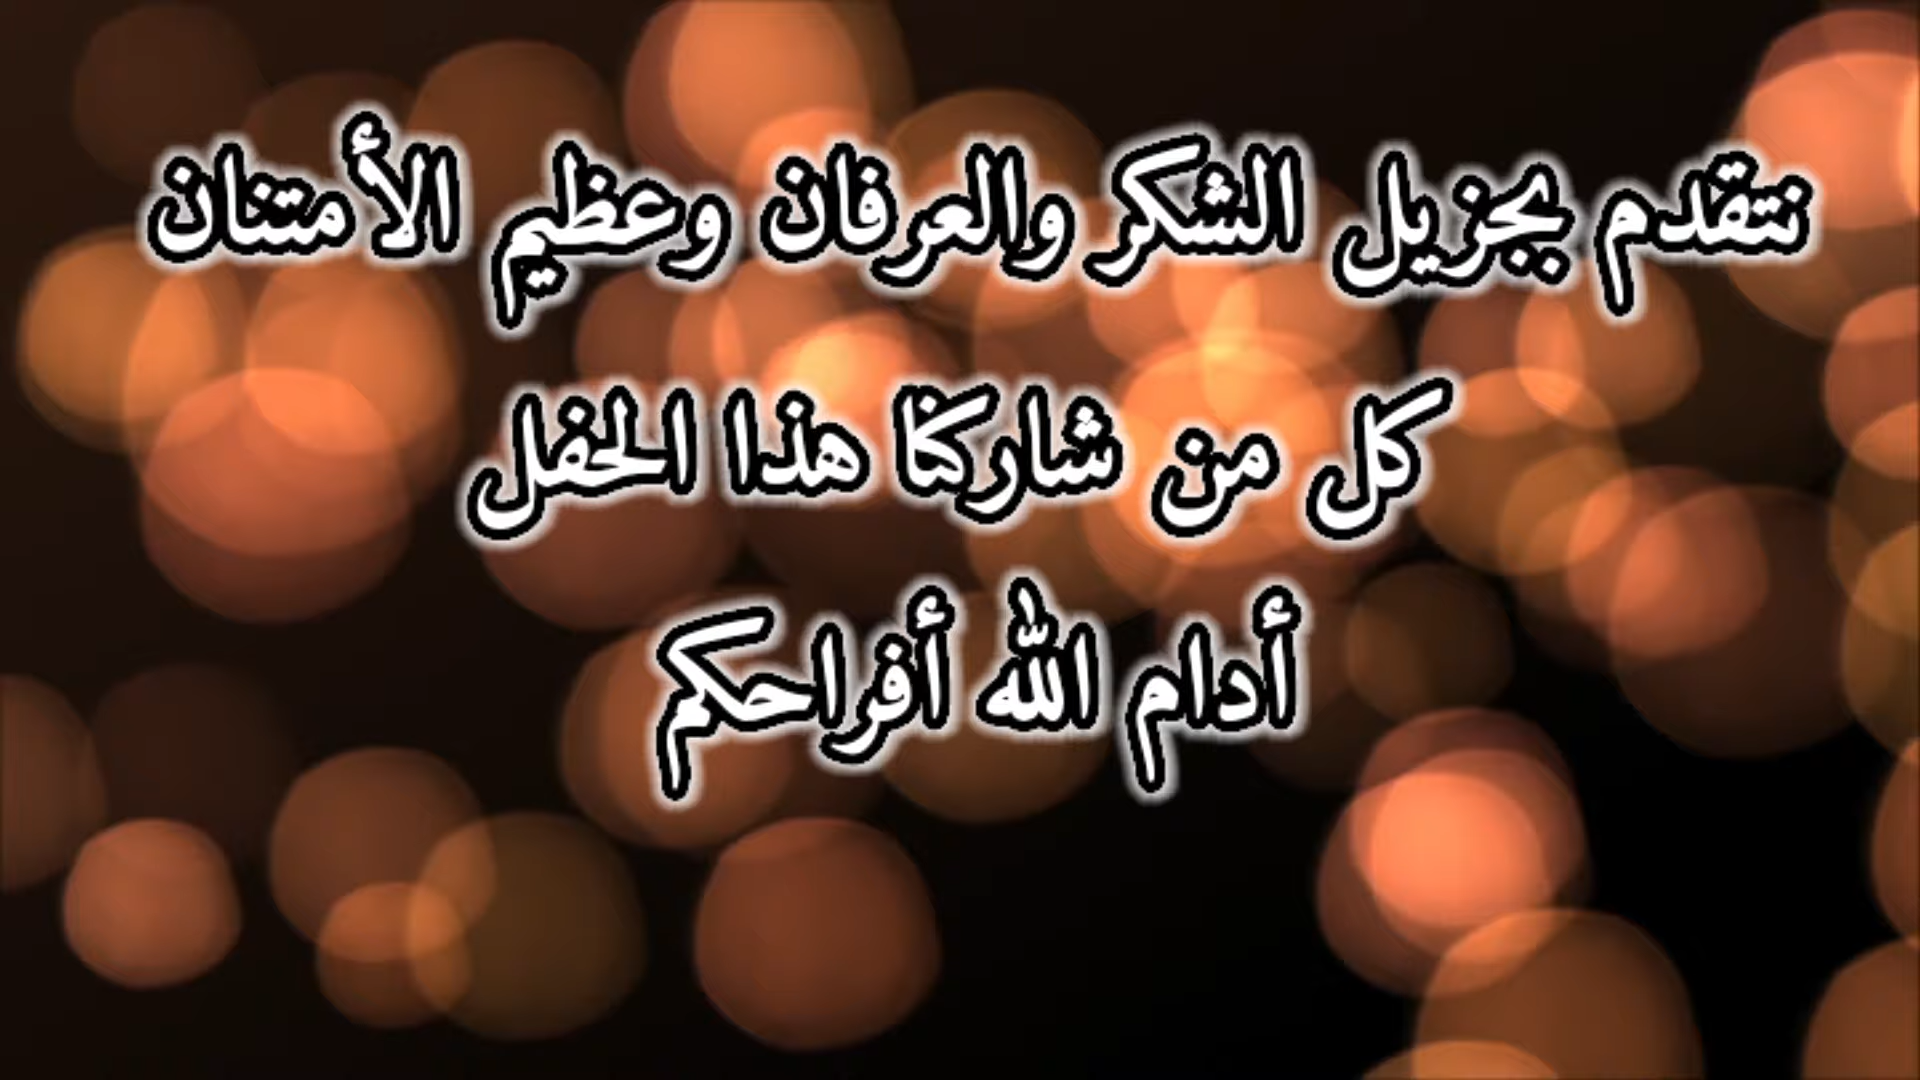 نتقدم بجزيل الشكر والعرفان وعظيم الأمتنان
كل من شاركنا هذا الحفل
أدام الله أفراحكم